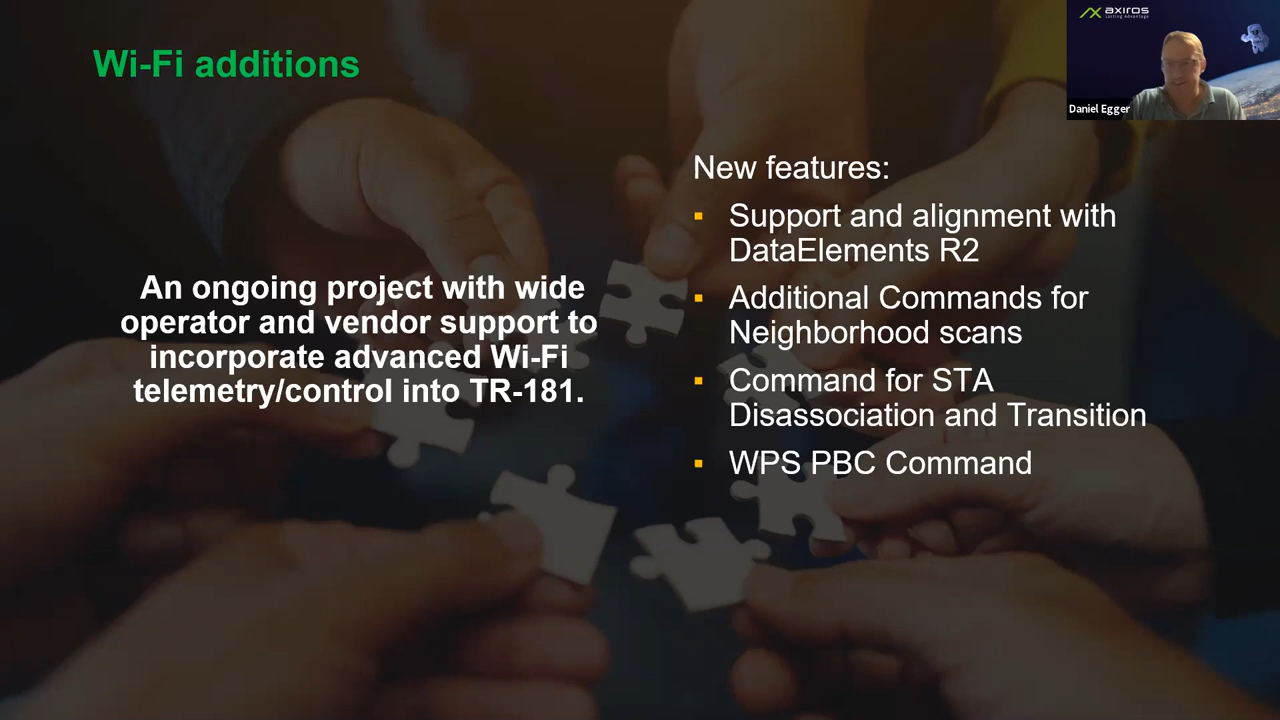 Wi-Fi additions
An ongoing project with wide
operator and vendor support to
incorporate advanced Wi-Fi
telemetry/control into TR-181.
New features:
▪ Support and alignment with
DataElements R2
▪ Additional Commands for
Neighborhood scans
▪ Command for STA
Disassociation and Transition
▪ WPS PBC Command
axiros
Lasting Advantage
Daniel Egger